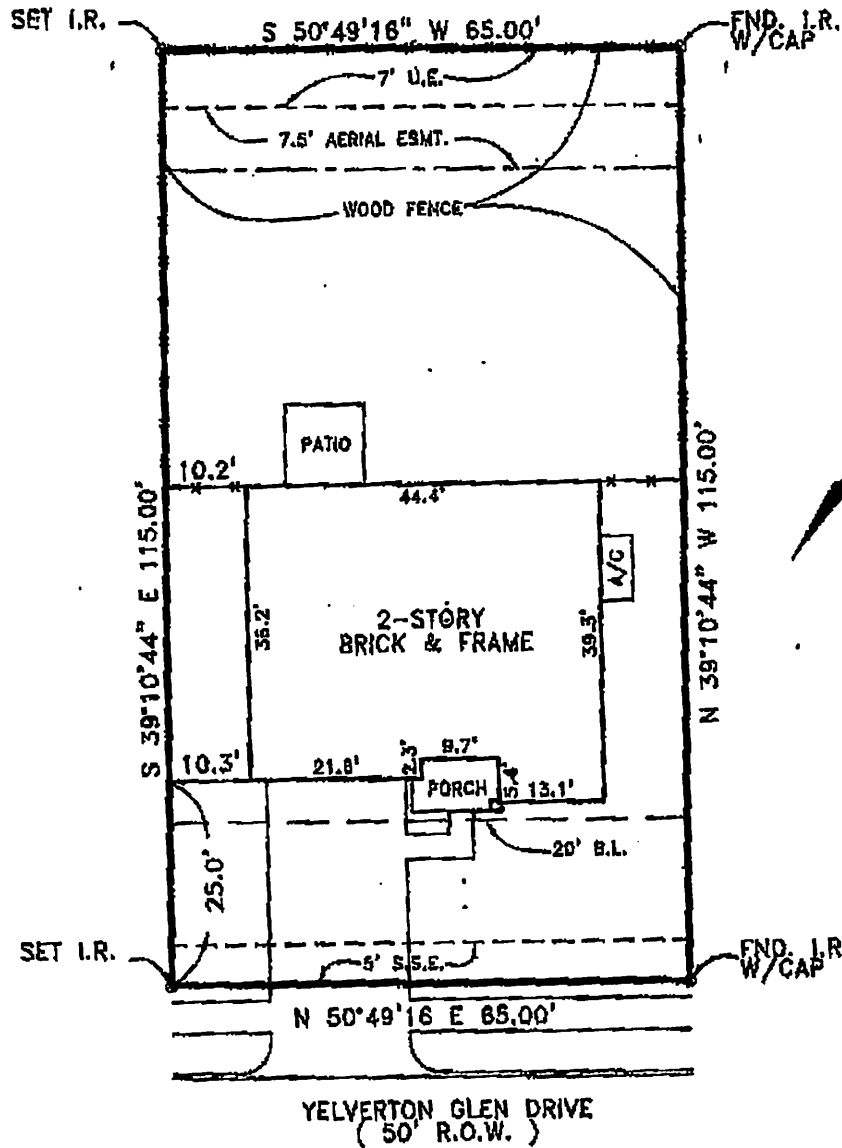 SET I.R.
S 50°49'16" W 65.00'
FND. I.R.
W/CAP
7' U.E.
7.5' AERIAL ESMT.
WOOD FENCE
PATIO
10.2'
44.4'
S 39°10'44" E 115.00'
N 39°10'44" W 115.00'
A/C
36.2'
2-STORY
BRICK & FRAME
39.3'
10.3'
21.8'
2.3'
9.7'
PORCH
5.4'
13.1'
20' B.L.
25.0'
SET I.R.
5' S.S.E.
FND. I.R.
W/CAP
N 50°49'16 E 65.00'
YELVERTON GLEN DRIVE
( 50' R.O.W. )